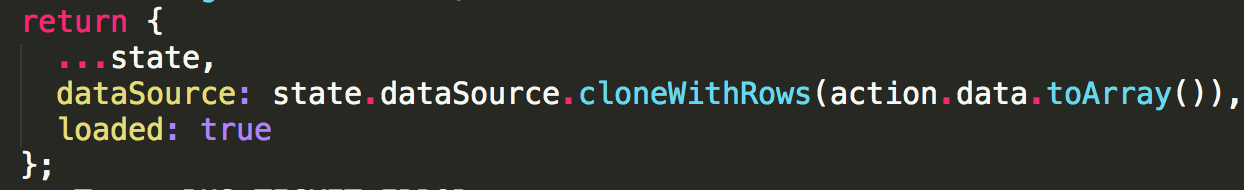 return {
...state,
dataSource: state.dataSource.cloneWithRows(action.data.toArray()),
loaded: true
};